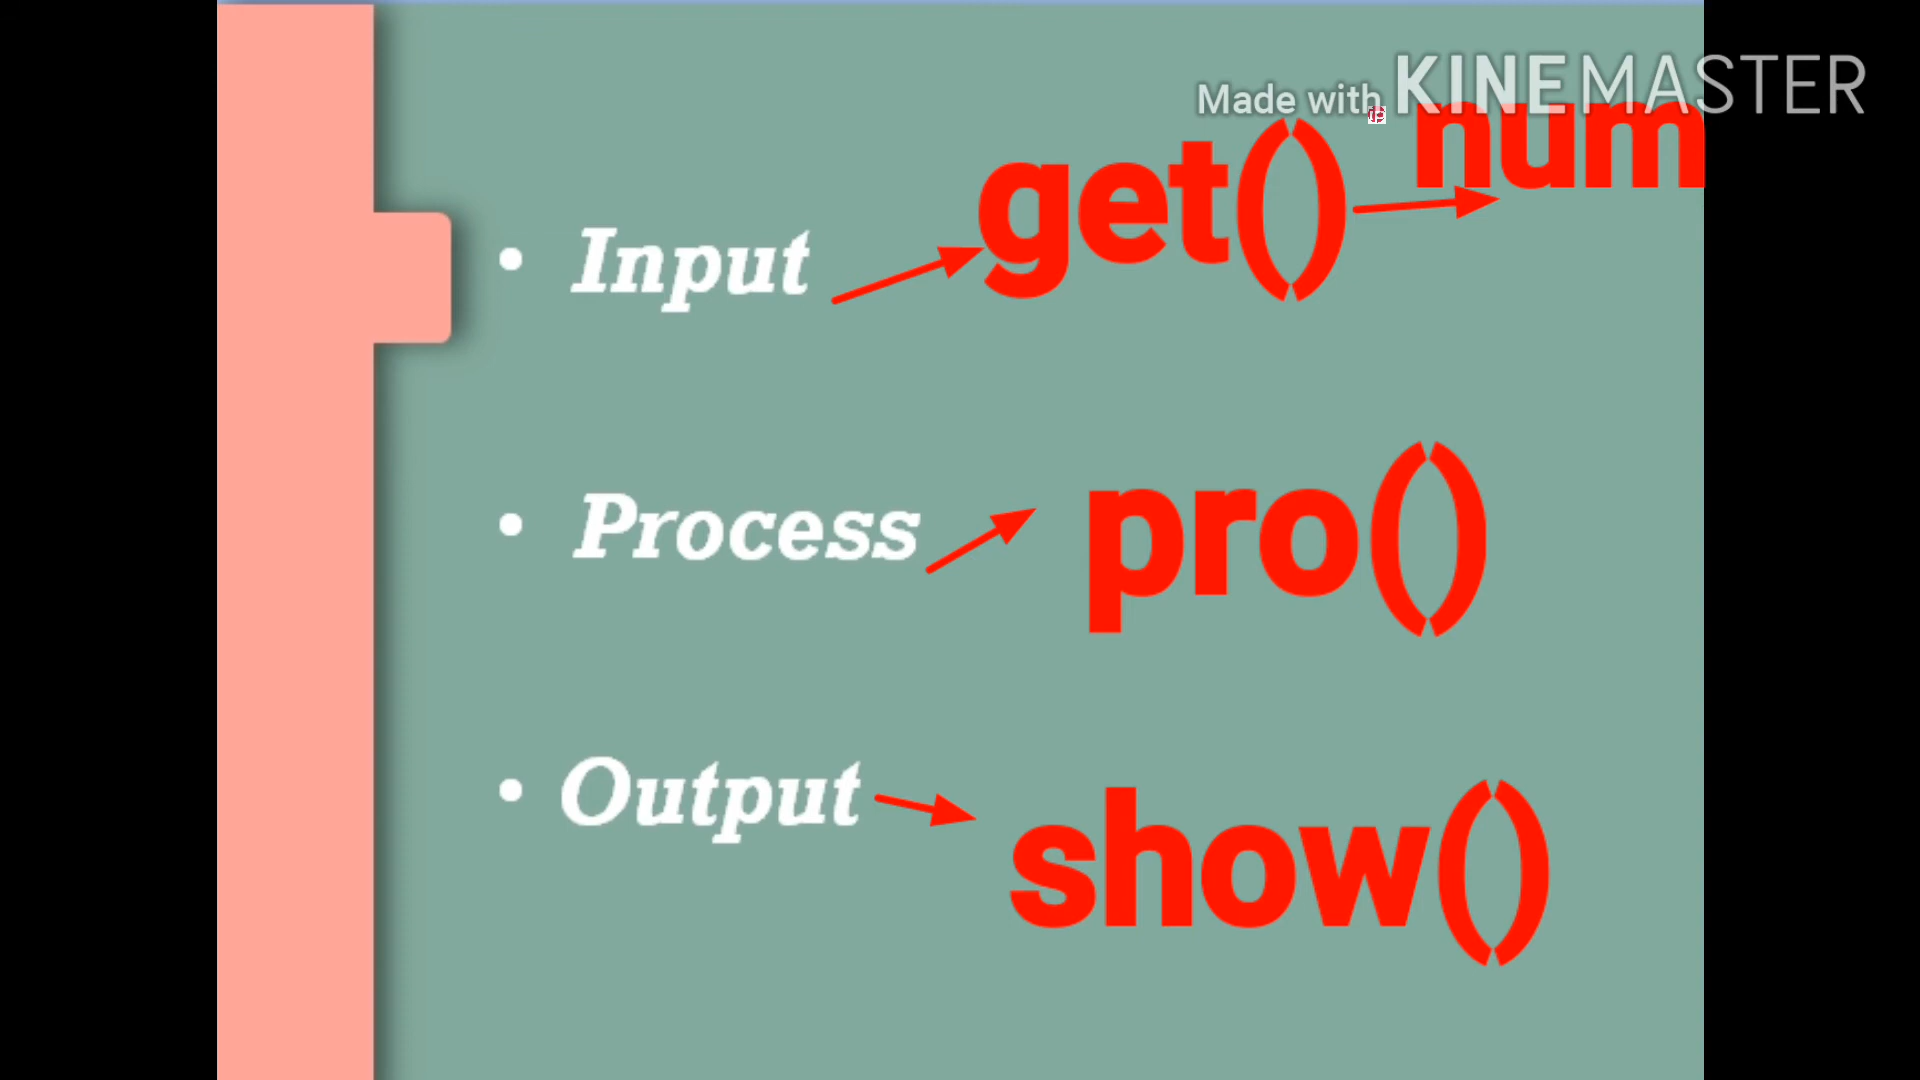 Made with KINEMASTER
num
• Input get()
• Process pro()
• Output show()